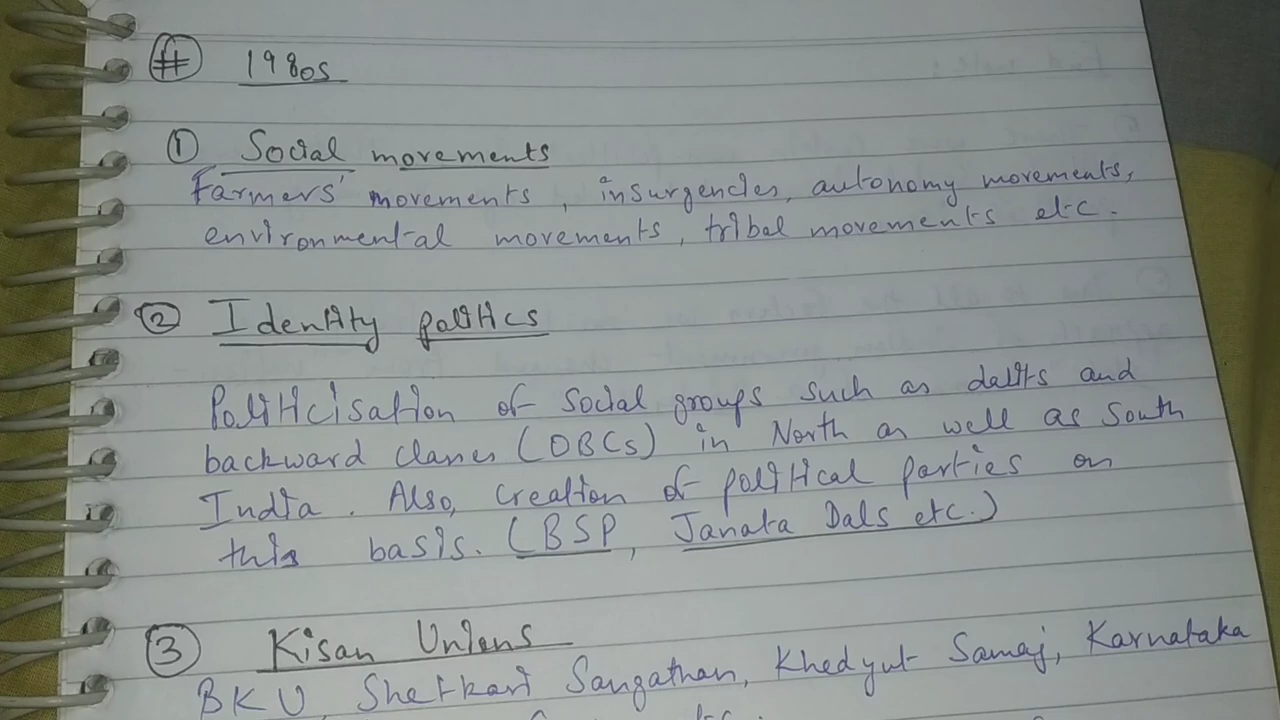 # 1980s
① Social movements
Farmers' movements, insurgencies, autonomy movements,
environmental movements, tribal movements etc.
② Identity politics
Politicisation of social groups such as dalits and
backward classes (OBCs) in North as well as South
India. Also, creation of political parties on
this basis. (BSP, Janata Dals etc.)
③ Kisan Unions
BKU, Shetkari Sangathan, Khedyut Samaj, Karnataka